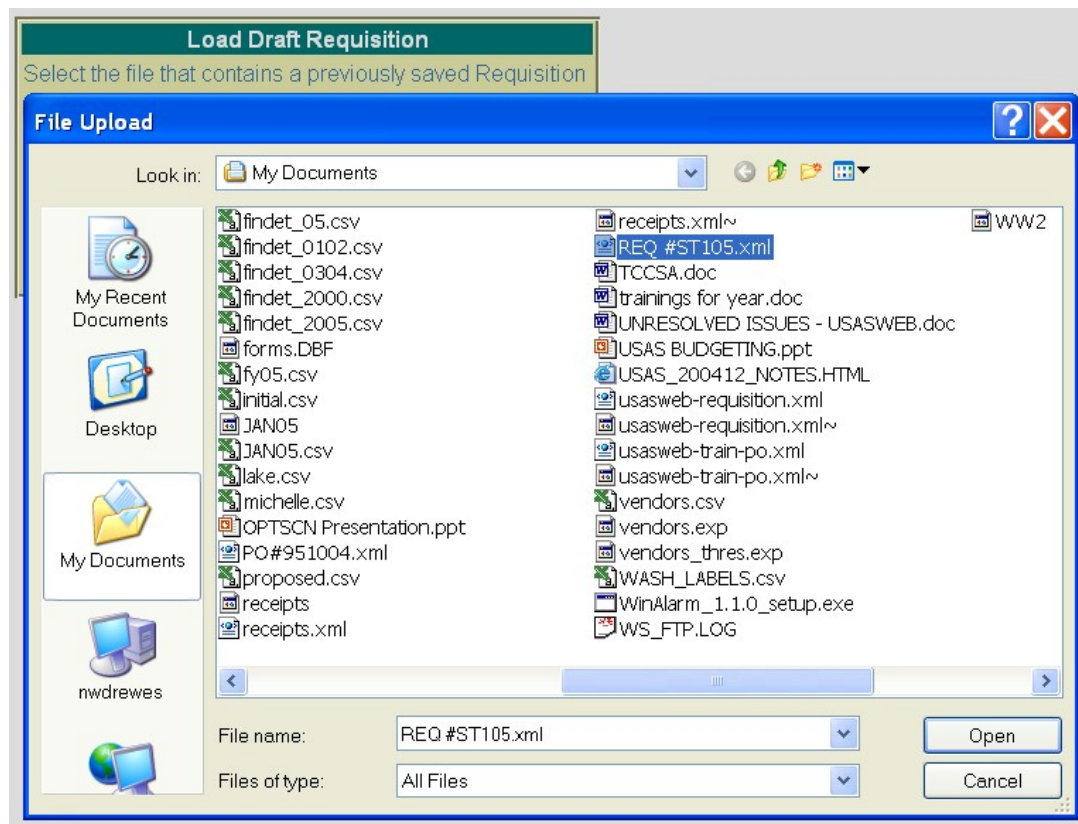 Load Draft Requisition
Select the file that contains a previously saved Requisition
File Upload
Look in: My Documents
My Recent Documents
Desktop
My Documents
nwdrewes
findet_05.csv
findet_0102.csv
findet_0304.csv
findet_2000.csv
findet_2005.csv
forms.DBF
fy05.csv
initial.csv
JAN05
JAN05.csv
lake.csv
michelle.csv
OPTSCN Presentation.ppt
PO#951004.xml
proposed.csv
receipts
receipts.xml
receipts.xml~
REQ #ST105.xml
TCCSA.doc
trainings for year.doc
UNRESOLVED ISSUES - USASWEB.doc
USAS BUDGETING.ppt
USAS_200412_NOTES.HTML
usasweb-requisition.xml
usasweb-requisition.xml~
usasweb-train-po.xml
usasweb-train-po.xml~
vendors.csv
vendors.exp
vendors_thres.exp
WASH_LABELS.csv
WinAlarm_1.1.0_setup.exe
WS_FTP.LOG
WW2
File name: REQ #ST105.xml Open
Files of type: All Files Cancel